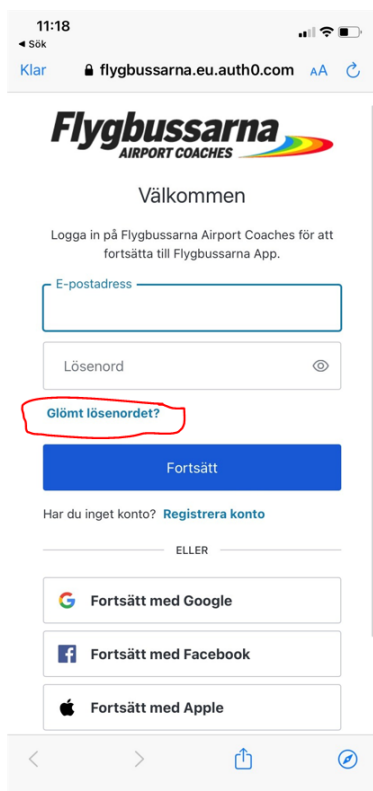 11:18
◀ Sök
Klar
flygbussarna.eu.auth0.com
AA
Flygbussarna
AIRPORT COACHES
Välkommen
Logga in på Flygbussarna Airport Coaches för att
fortsätta till Flygbussarna App.
E-postadress
Lösenord
Glömt lösenordet?
Fortsätt
Har du inget konto? Registrera konto
ELLER
Fortsätt med Google
Fortsätt med Facebook
Fortsätt med Apple